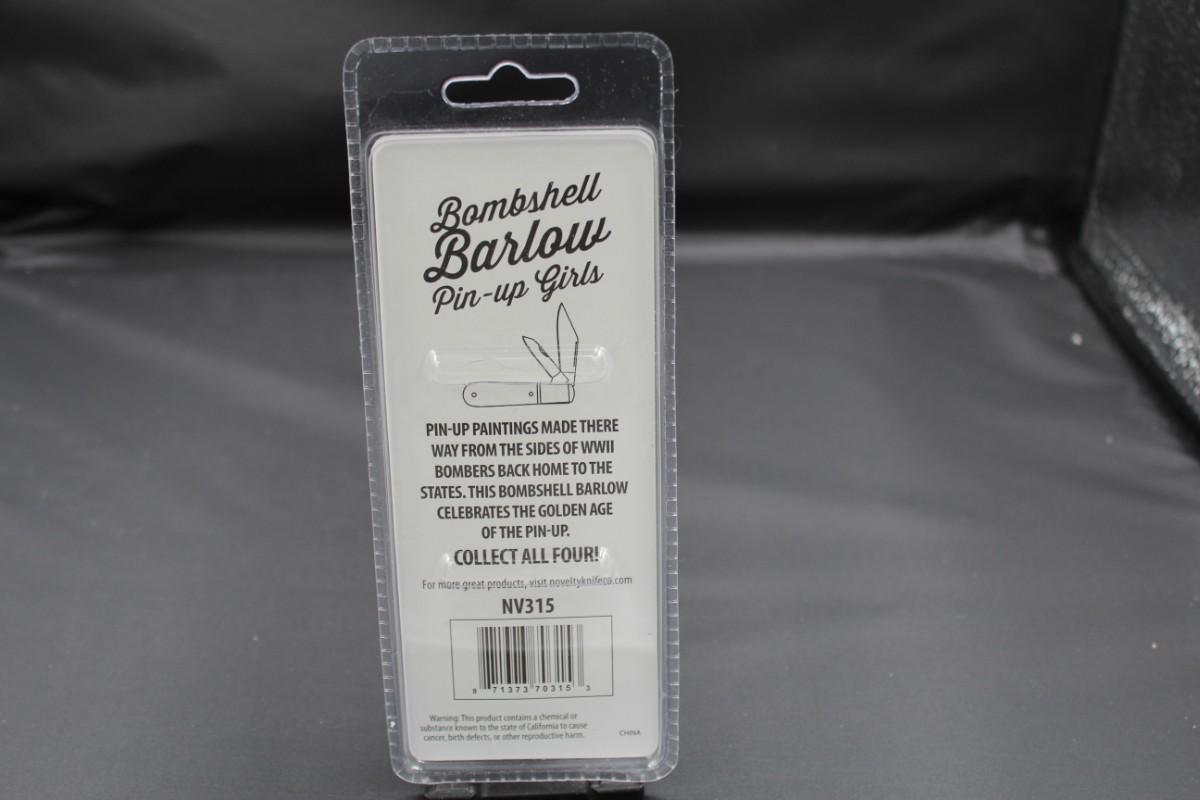 Bombshell
Barlow
Pin-up Girls
PIN-UP PAINTINGS MADE THERE
WAY FROM THE SIDES OF WWII
BOMBERS BACK HOME TO THE
STATES. THIS BOMBSHELL BARLOW
CELEBRATES THE GOLDEN AGE
OF THE PIN-UP.
COLLECT ALL FOUR!
For more great products, visit noveltyknifeco.com
NV315
8 71373 70315 3
Warning: This product contains a chemical or
substance known to the state of California to cause
cancer, birth defects, or other reproductive harm.
CHINA